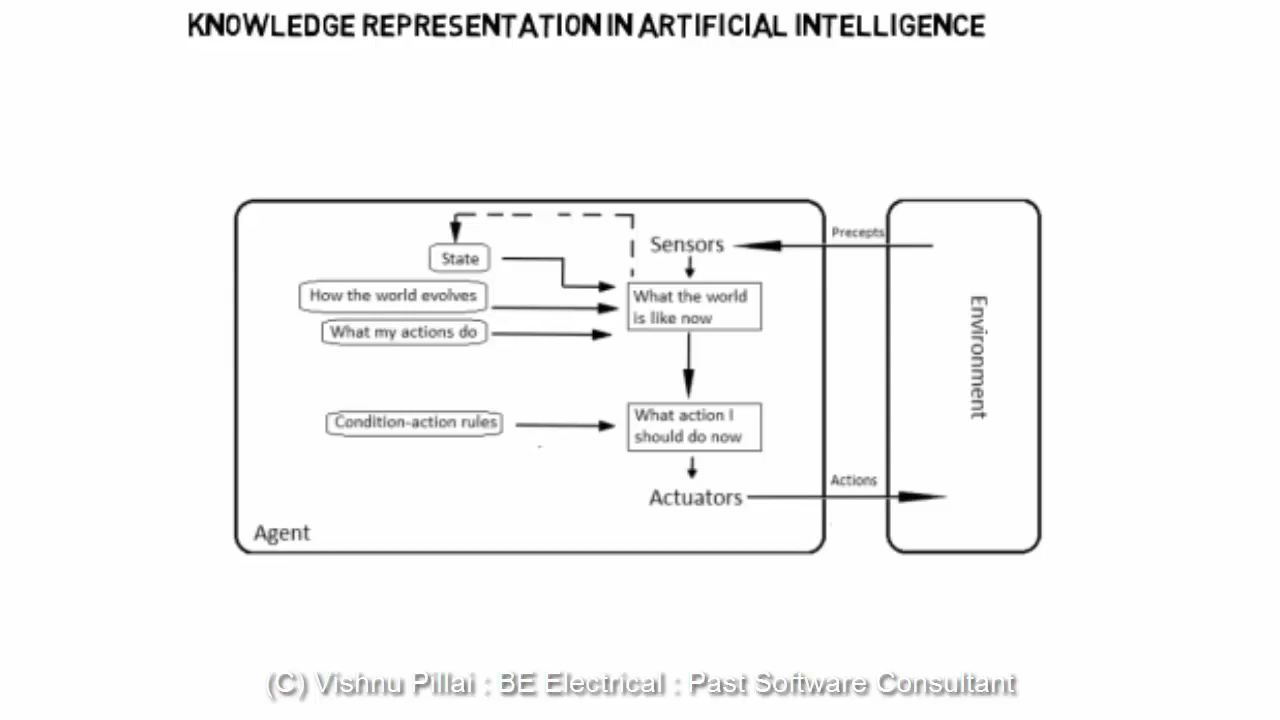 KNOWLEDGE REPRESENTATION IN ARTIFICIAL INTELLIGENCE
Precepts
Sensors
State
How the world evolves
What the world
is like now
What my actions do
Environment
Condition-action rules
What action I
should do now
Actions
Actuators
Agent
(C) Vishnu Pillai : BE Electrical : Past Software Consultant